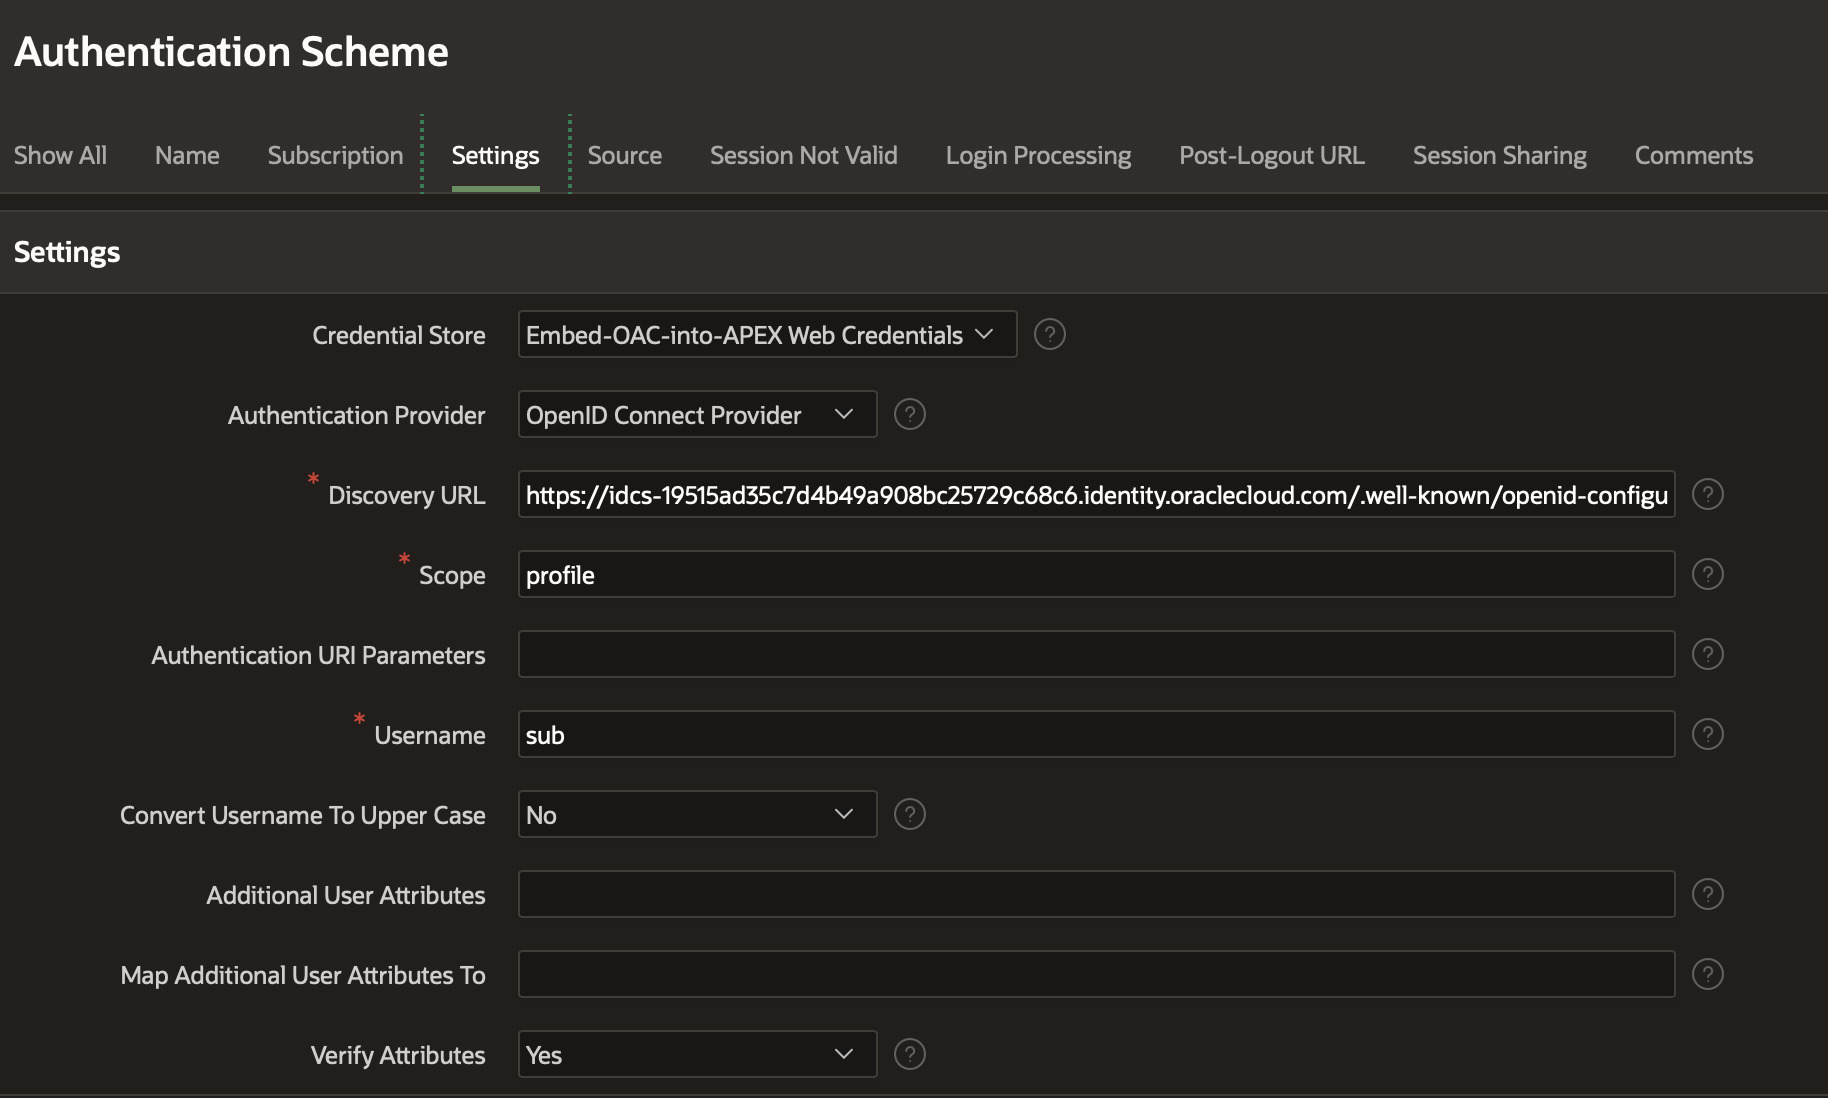 Authentication Scheme
Show All Name Subscription Settings Source Session Not Valid Login Processing Post-Logout URL Session Sharing Comments
Settings
Credential Store Embed-OAC-into-APEX Web Credentials ?
Authentication Provider OpenID Connect Provider ?
* Discovery URL https://idcs-19515ad35c7d4b49a908bc25729c68c6.identity.oraclecloud.com/.well-known/openid-configu ?
* Scope profile ?
Authentication URI Parameters ?
* Username sub ?
Convert Username To Upper Case No ?
Additional User Attributes ?
Map Additional User Attributes To ?
Verify Attributes Yes ?